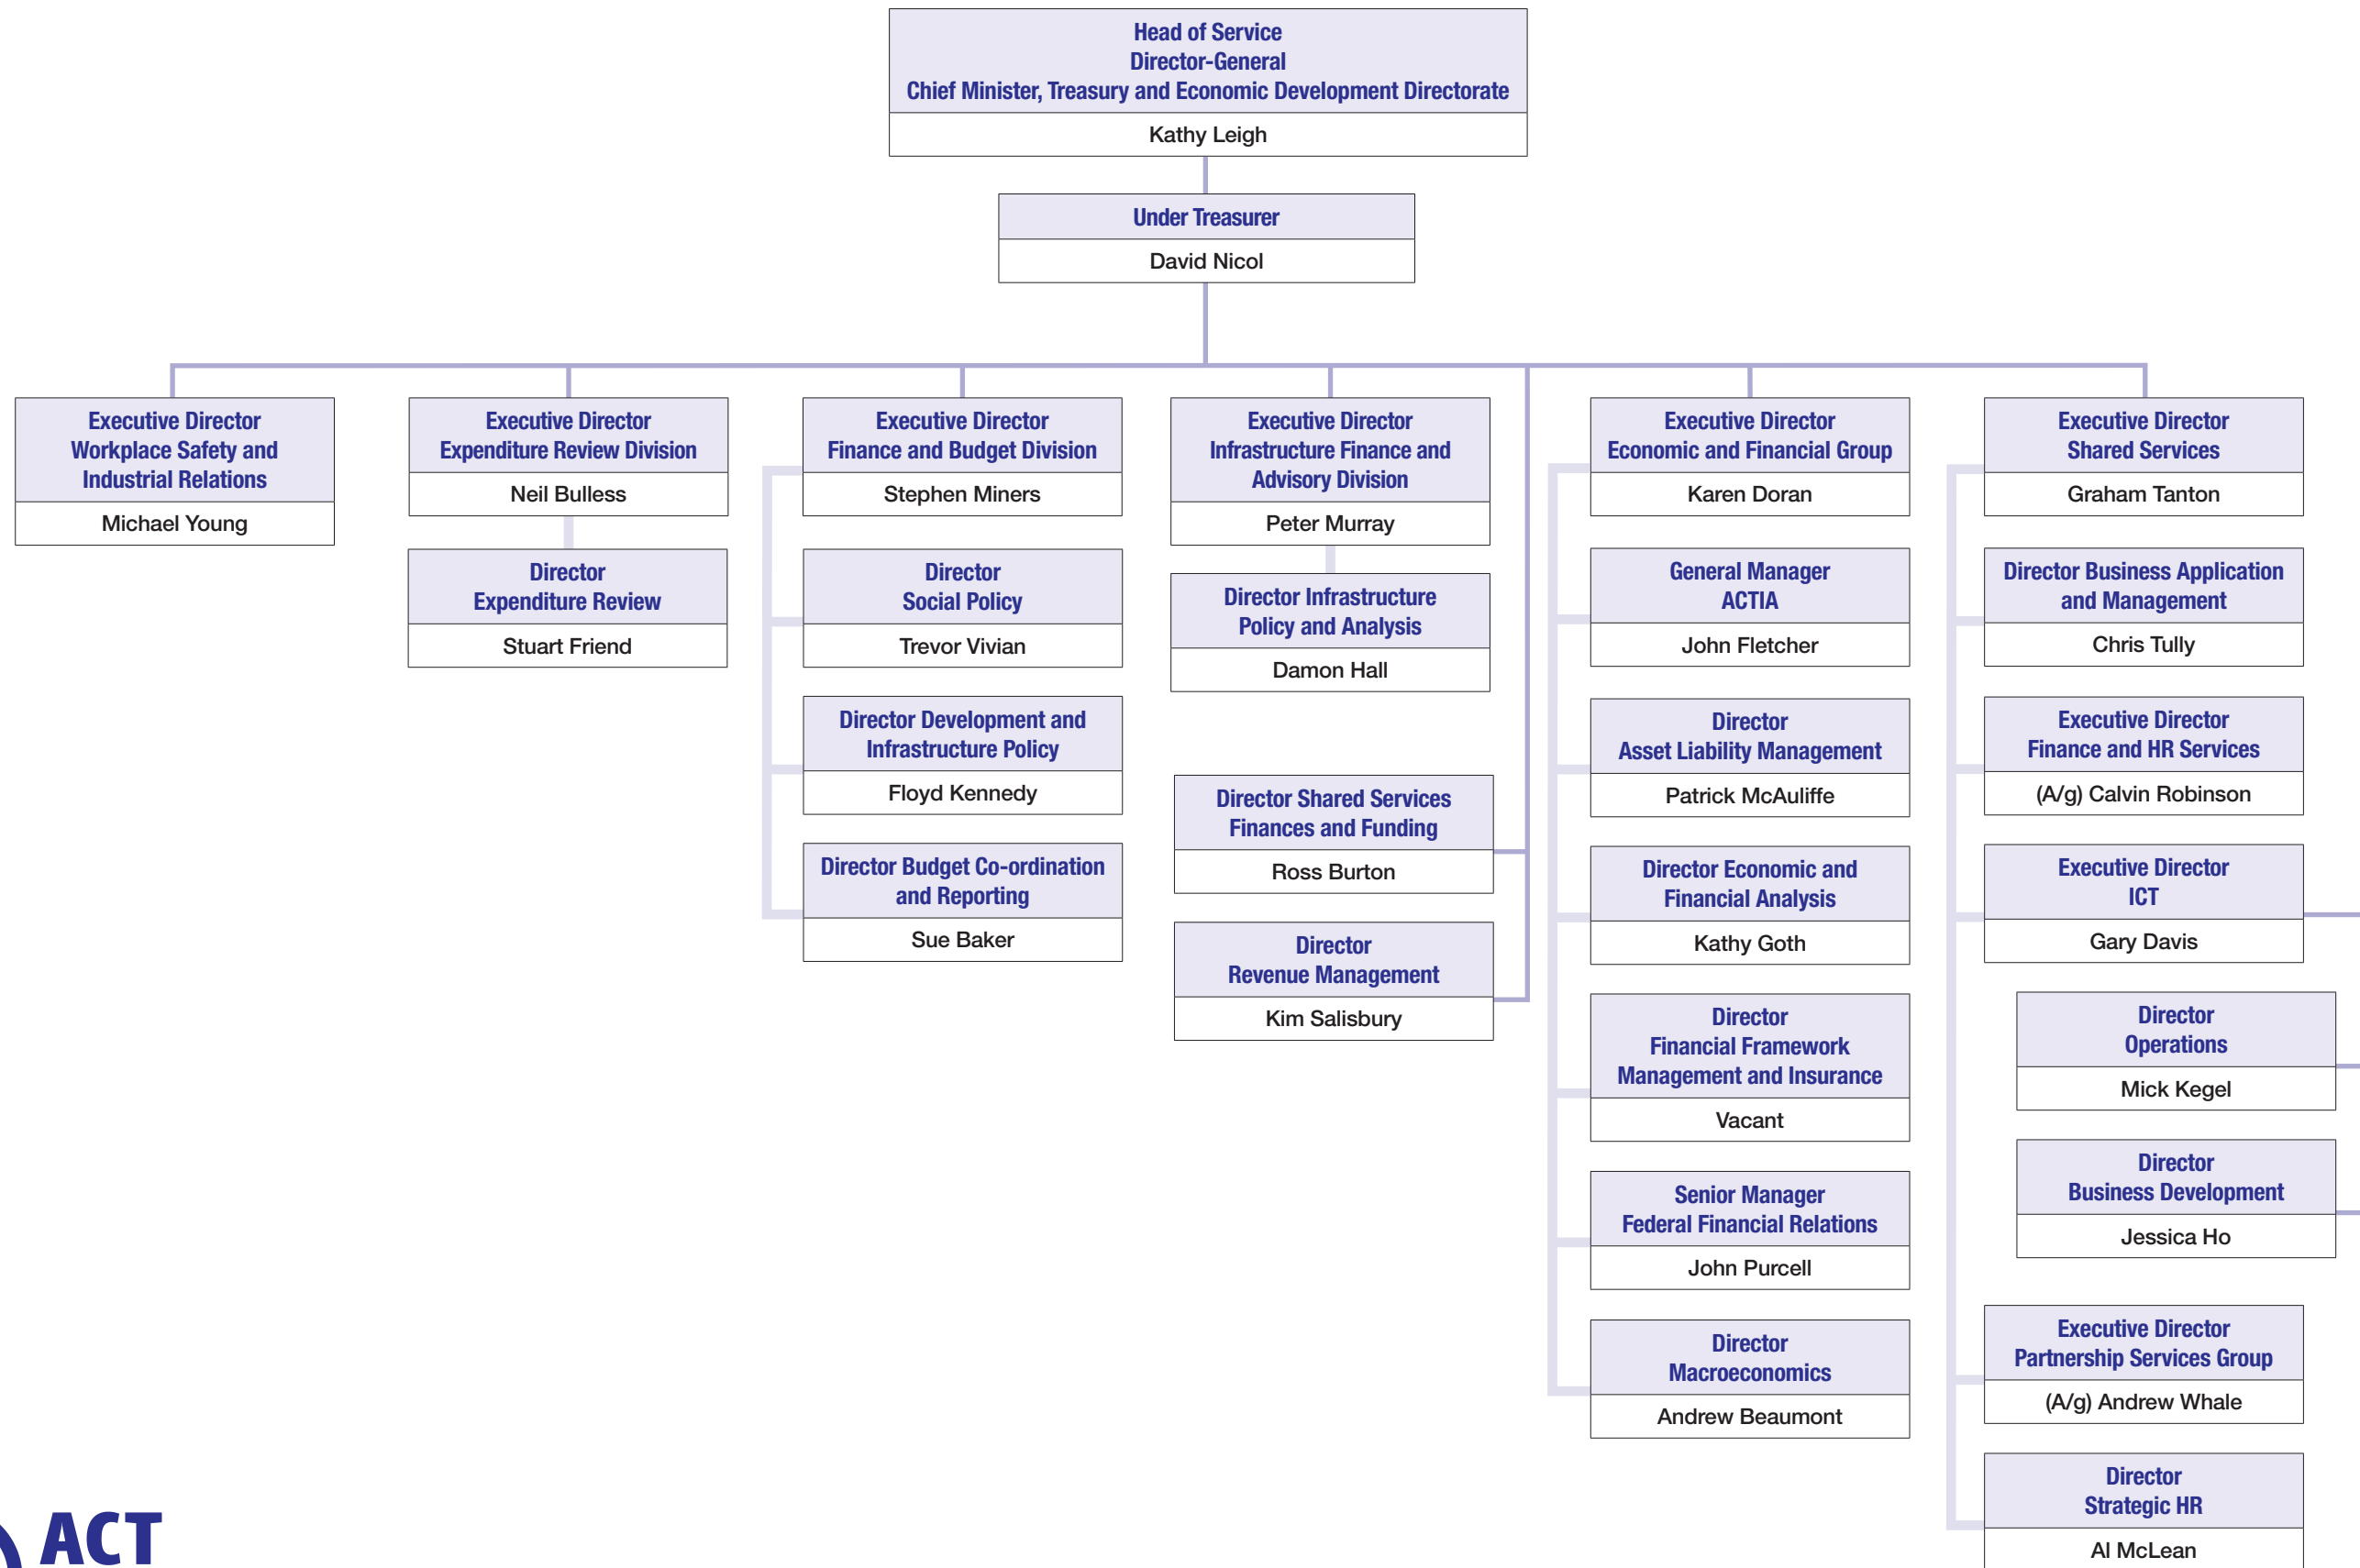 Head of Service
Director-General
Chief Minister, Treasury and Economic Development Directorate
Kathy Leigh
Under Treasurer
David Nicol
Executive Director
Workplace Safety and
Industrial Relations
Michael Young
Executive Director
Expenditure Review Division
Neil Bulless
Director
Expenditure Review
Stuart Friend
Executive Director
Finance and Budget Division
Stephen Miners
Director
Social Policy
Trevor Vivian
Director Development and
Infrastructure Policy
Floyd Kennedy
Director Budget Co-ordination
and Reporting
Sue Baker
Executive Director
Infrastructure Finance and
Advisory Division
Peter Murray
Director Infrastructure
Policy and Analysis
Damon Hall
Director Shared Services
Finances and Funding
Ross Burton
Director
Revenue Management
Kim Salisbury
Executive Director
Economic and Financial Group
Karen Doran
General Manager
ACTIA
John Fletcher
Director
Asset Liability Management
Patrick McAuliffe
Director Economic and
Financial Analysis
Kathy Goth
Director
Financial Framework
Management and Insurance
Vacant
Senior Manager
Federal Financial Relations
John Purcell
Director
Macroeconomics
Andrew Beaumont
Executive Director
Shared Services
Graham Tanton
Director Business Application
and Management
Chris Tully
Executive Director
Finance and HR Services
(A/g) Calvin Robinson
Executive Director
ICT
Gary Davis
Director
Operations
Mick Kegel
Director
Business Development
Jessica Ho
Executive Director
Partnership Services Group
(A/g) Andrew Whale
Director
Strategic HR
Al McLean
ACT